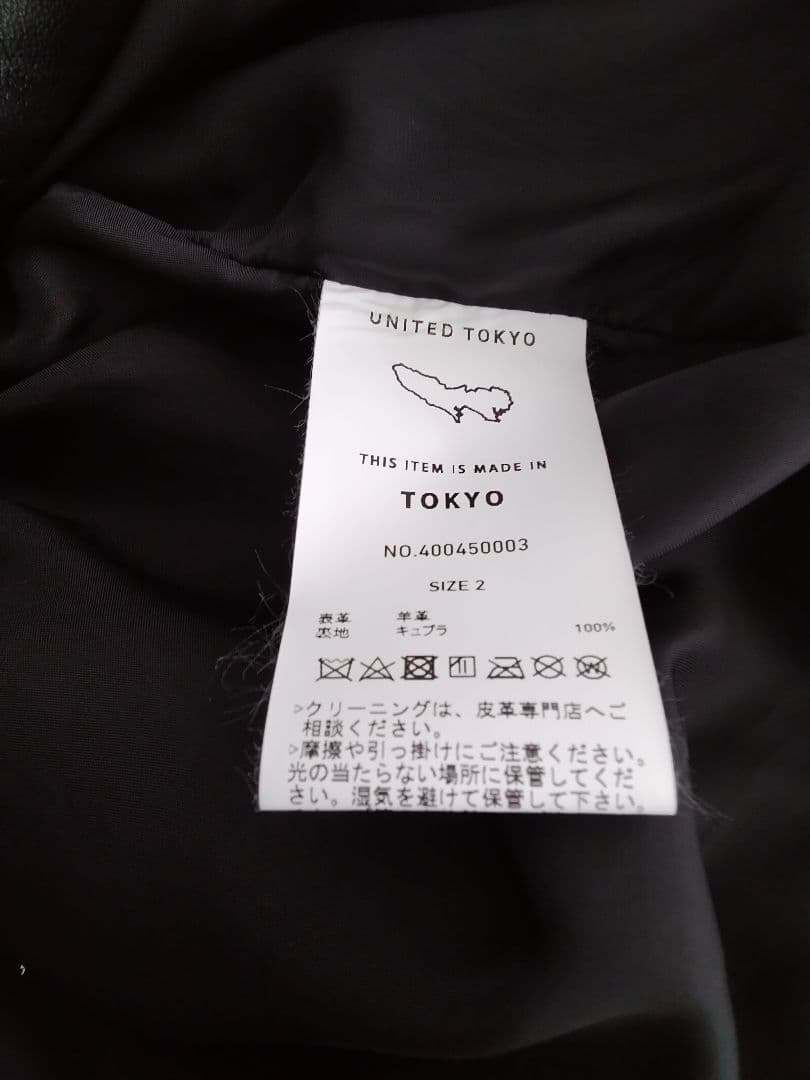 UNITED TOKYO
THIS ITEM IS MADE IN
TOKYO
NO.400450003
SIZE 2
表革 羊革
裏地 キュプラ 100%
▷クリーニングは、皮革専門店へご
相談ください。
▷摩擦や引っ掛けにご注意ください。
光の当たらない場所に保管してくだ
さい。湿気を避けて保管して下さい。